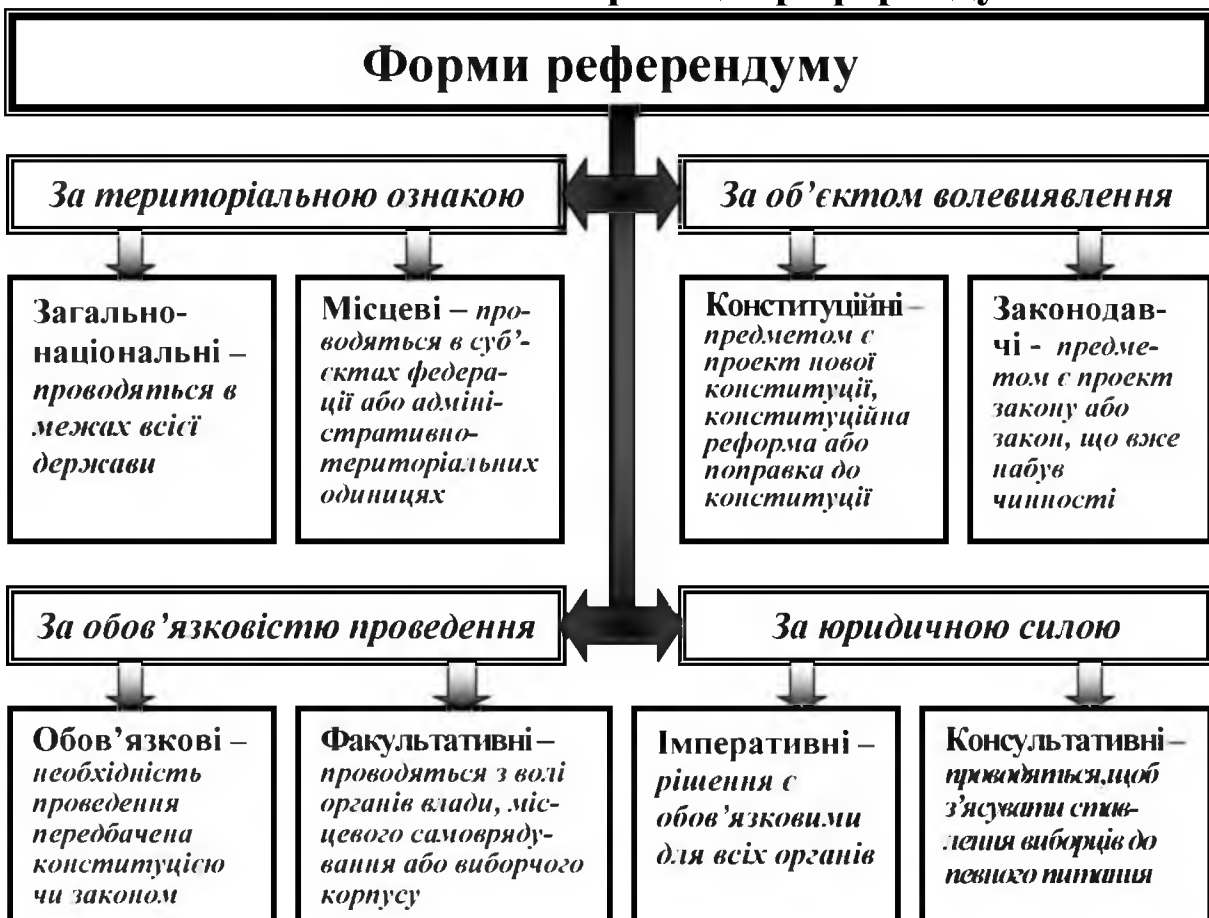 Форми референдуму
За територіальною ознакою
За об’єктом волевиявлення
Загально-
національні –
проводяться в
межах всієї
держави
Місцеві – про-
водяться в суб’-
єктах федера-
ції або адміні-
стративно-
територіальних
одиницях
Конституційні –
предметом є
проект нової
конституції,
конституційна
реформа або
поправка до
конституції
Законодав-
чі - предме-
том є проект
закону або
закон, що вже
набув
чинності
За обов’язковістю проведення
За юридичною силою
Обов’язкові –
необхідність
проведення
передбачена
конституцією
чи законом
Факультативні –
проводяться з волі
органів влади, міс-
цевого самовряду-
вання або виборчого
корпусу
Імперативні –
рішення є
обов’язковими
для всіх органів
Консультативні –
проводяться, щоб
з’ясувати став-
лення виборців до
певного питання